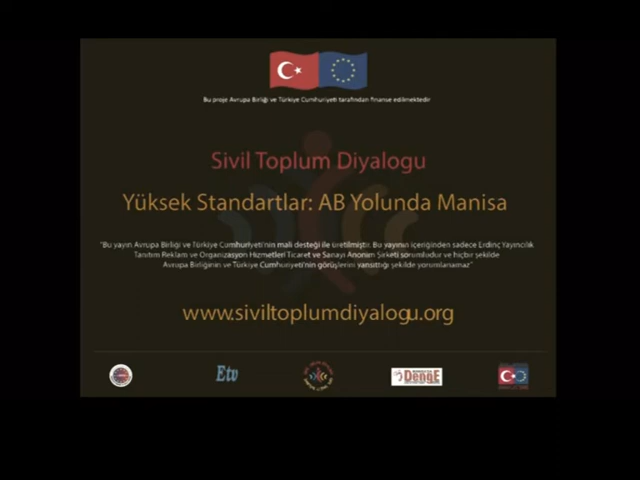 Bu proje Avrupa Birliği ve Türkiye Cumhuriyeti tarafından finanse edilmektedir
Sivil Toplum Diyalogu
Yüksek Standartlar: AB Yolunda Manisa
"Bu yayın Avrupa Birliği ve Türkiye Cumhuriyeti'nin mali desteği ile üretilmiştir. Bu yayının içeriğinden sadece Erdinç Yayıncılık
Tanıtım Reklam ve Organizasyon Hizmetleri Ticaret ve Sanayi Anonim Şirketi sorumludur ve hiçbir şekilde
Avrupa Birliğinin ve Türkiye Cumhuriyeti'nin görüşlerini yansıttığı şekilde yorumlanamaz"
www.siviltoplumdiyalogu.org
Etv
DengE